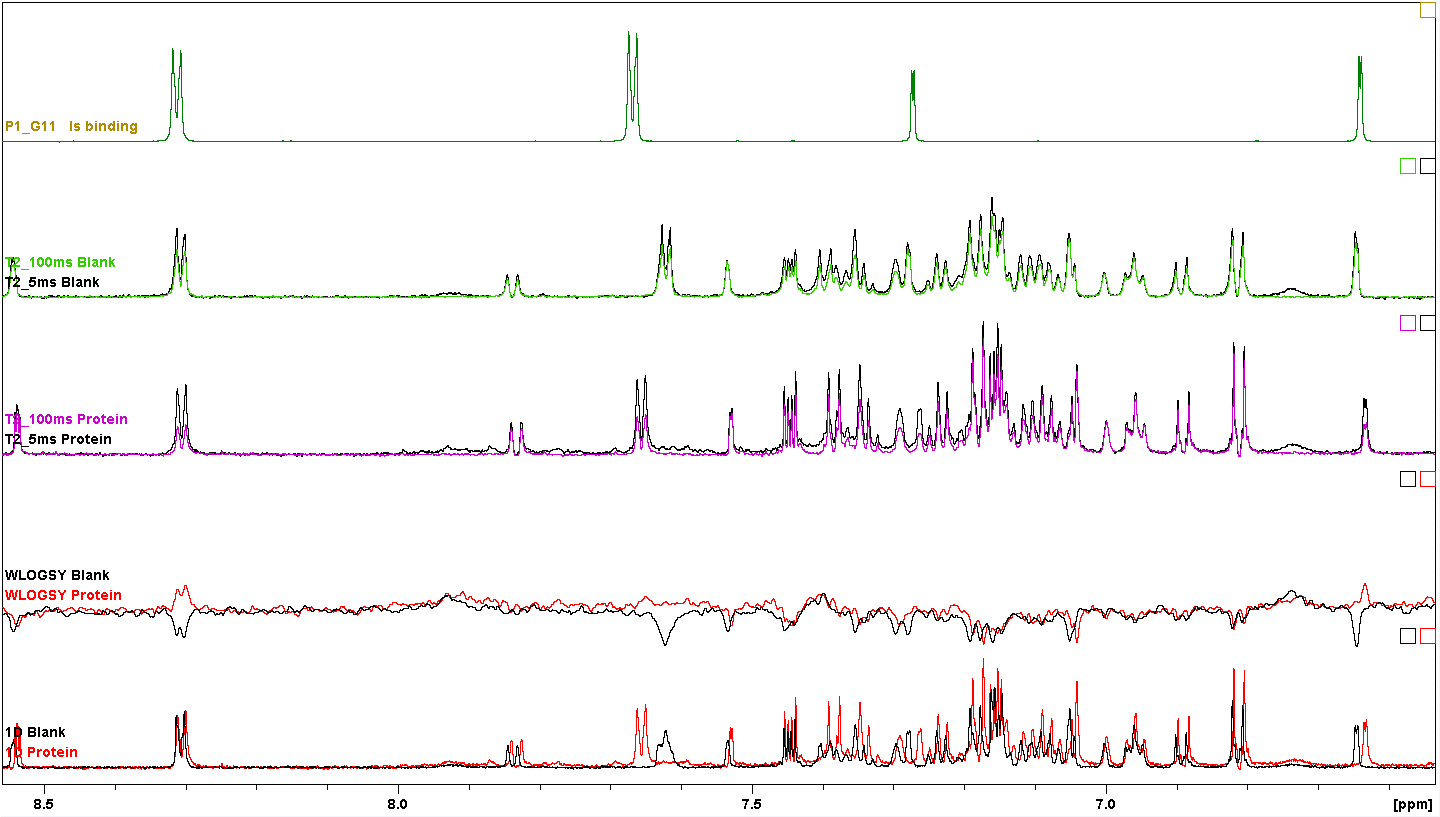 P1_G11 Is binding
T2_100ms Blank
T2_5ms Blank
T2_100ms Protein
T2_5ms Protein
WLOGSY Blank
WLOGSY Protein
1D Blank
1D Protein
8.5 8.0 7.5 7.0 [ppm]